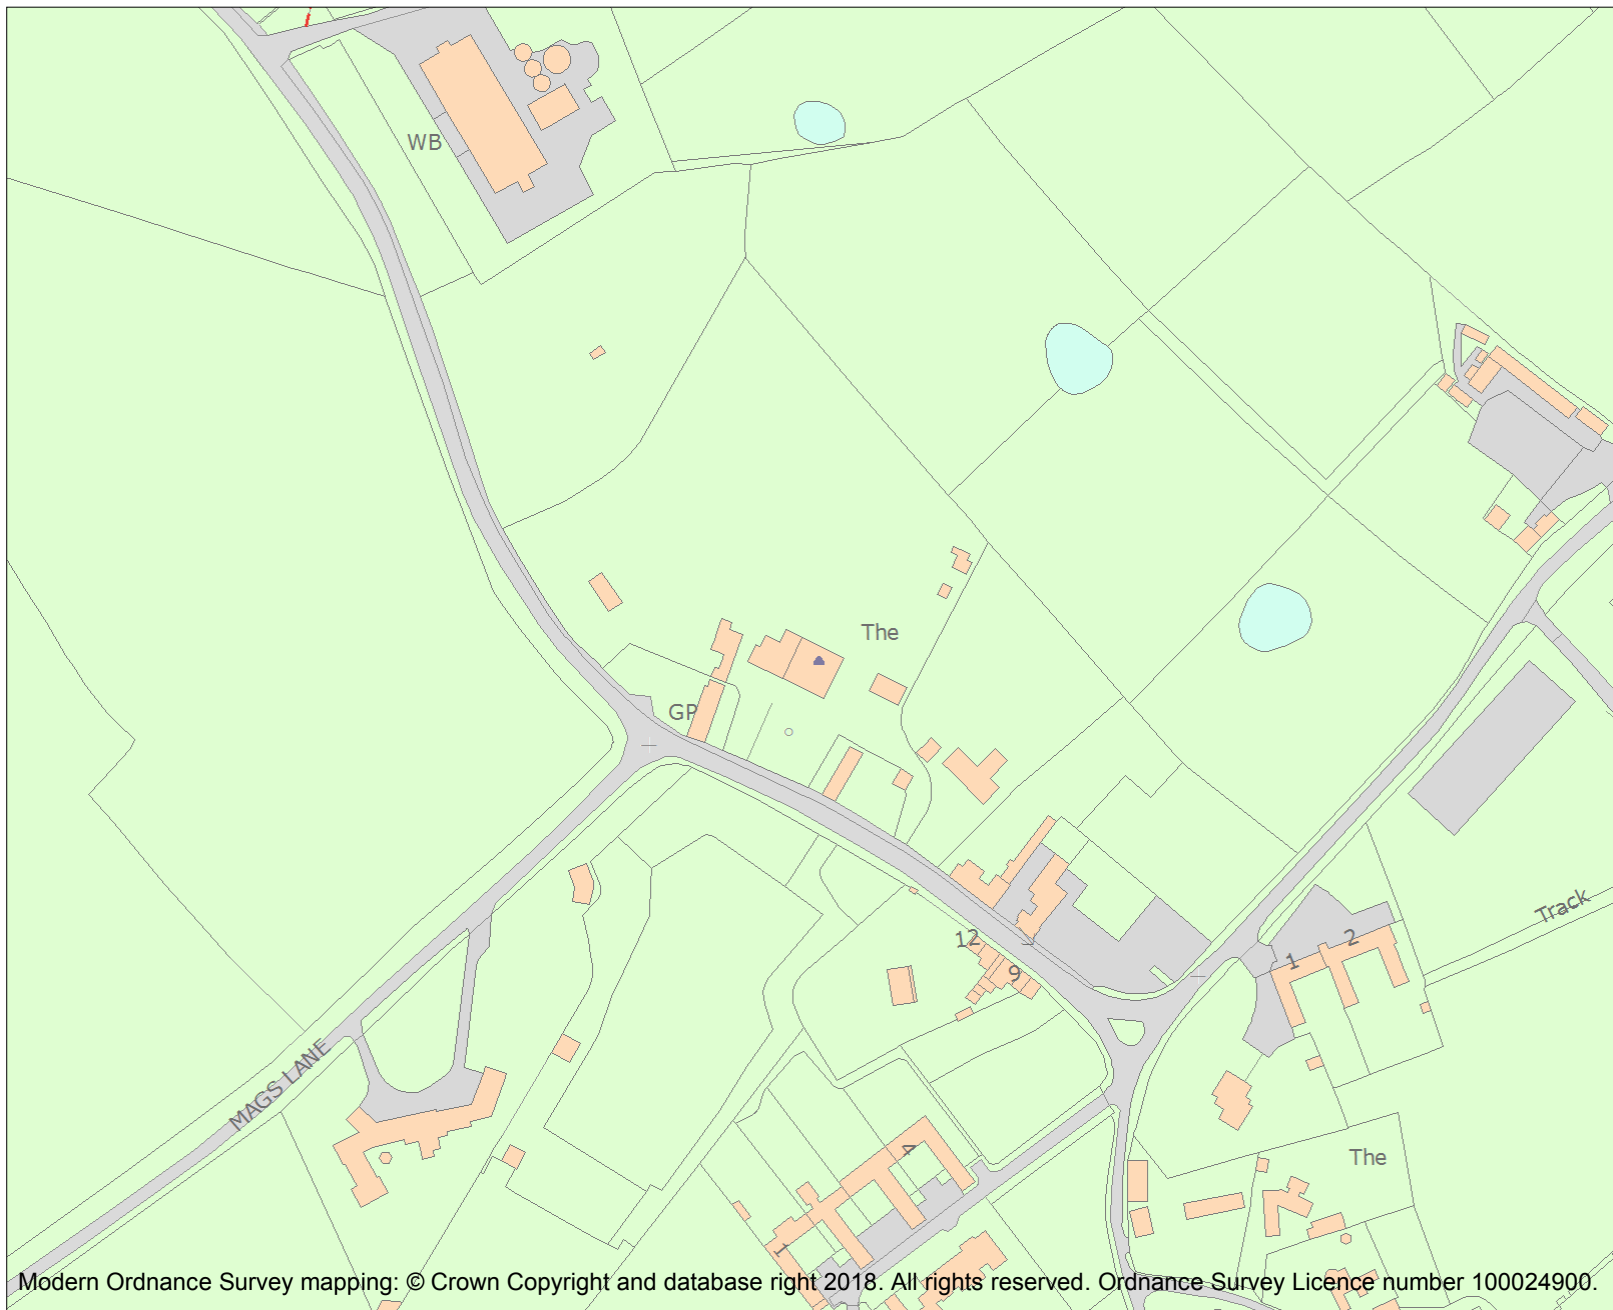 WB
The
GP
Track
12
9
1
2
MAGS LANE
4
The
1
Modern Ordnance Survey mapping: © Crown Copyright and database right 2018. All rights reserved. Ordnance Survey Licence number 100024900.